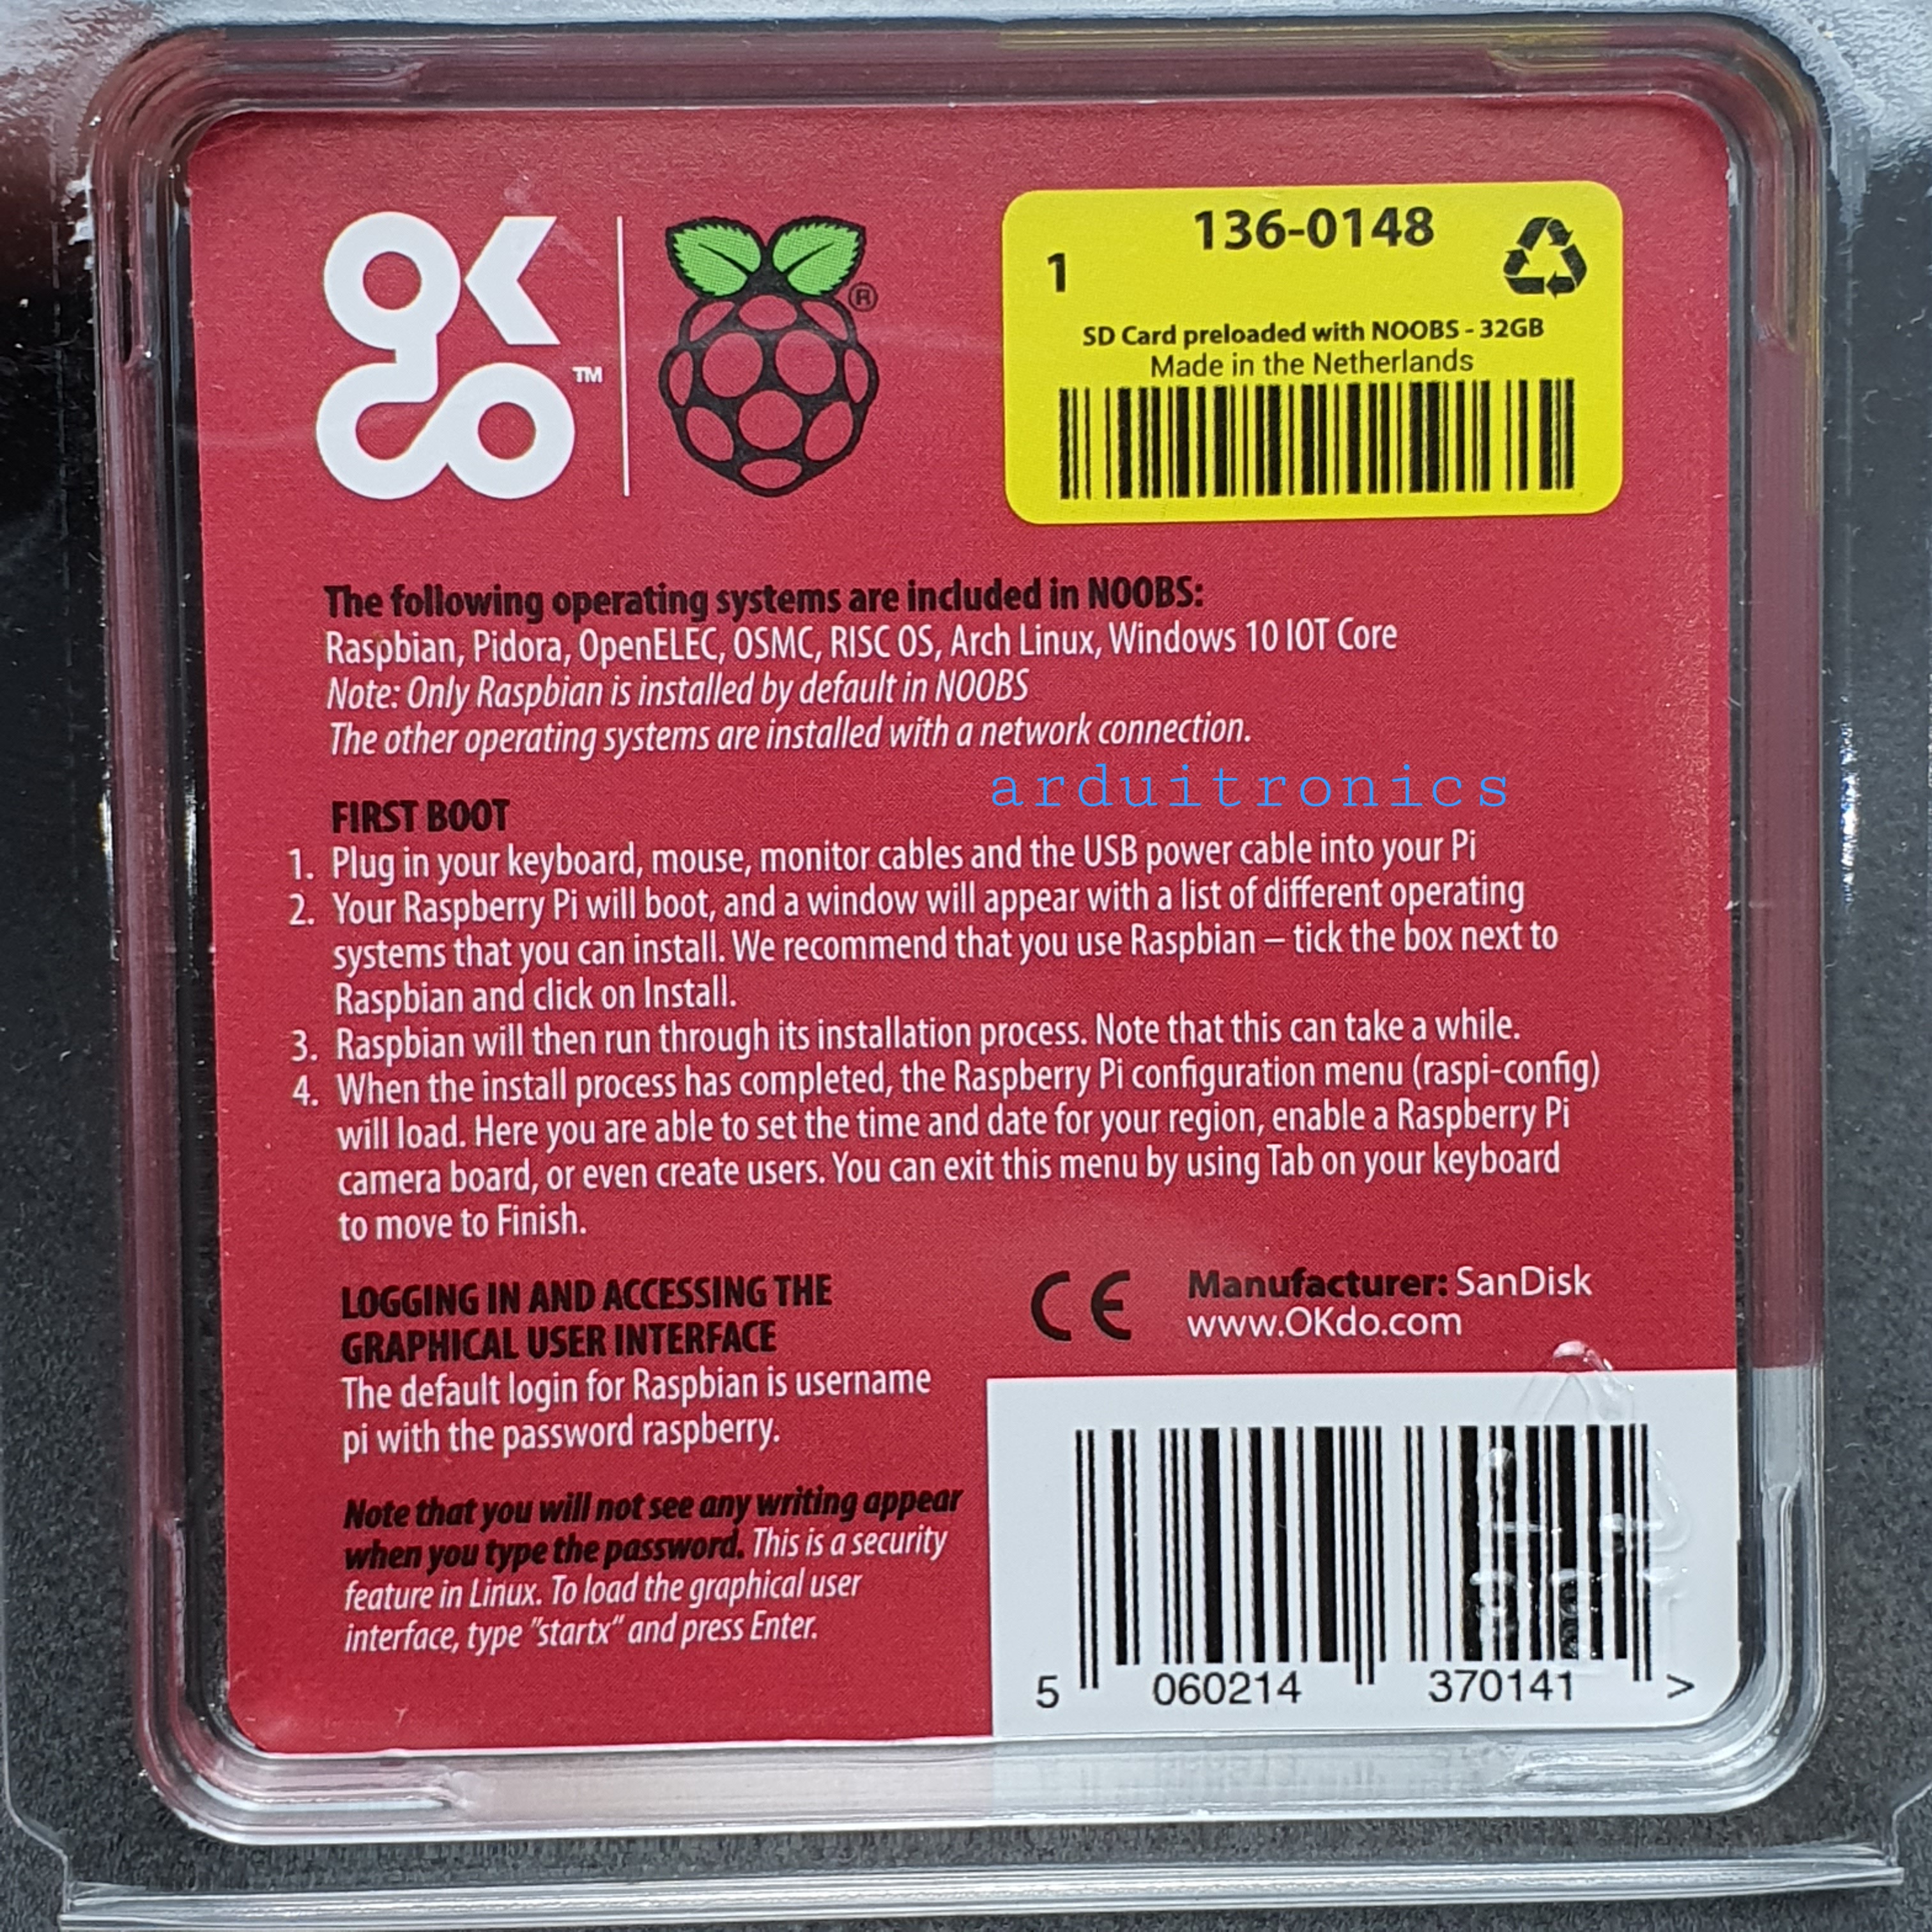 OKdo™
®
136-0148
1
SD Card preloaded with NOOBS - 32GB
Made in the Netherlands
The following operating systems are included in NOOBS:
Raspbian, Pidora, OpenELEC, OSMC, RISC OS, Arch Linux, Windows 10 IOT Core
Note: Only Raspbian is installed by default in NOOBS
The other operating systems are installed with a network connection.
arduitronics
FIRST BOOT
1. Plug in your keyboard, mouse, monitor cables and the USB power cable into your Pi
2. Your Raspberry Pi will boot, and a window will appear with a list of different operating
systems that you can install. We recommend that you use Raspbian – tick the box next to
Raspbian and click on Install.
3. Raspbian will then run through its installation process. Note that this can take a while.
4. When the install process has completed, the Raspberry Pi configuration menu (raspi-config)
will load. Here you are able to set the time and date for your region, enable a Raspberry Pi
camera board, or even create users. You can exit this menu by using Tab on your keyboard
to move to Finish.
LOGGING IN AND ACCESSING THE
GRAPHICAL USER INTERFACE
The default login for Raspbian is username
pi with the password raspberry.
Note that you will not see any writing appear
when you type the password. This is a security
feature in Linux. To load the graphical user
interface, type "startx" and press Enter.
CE
Manufacturer: SanDisk
www.OKdo.com
5 060214 370141 >